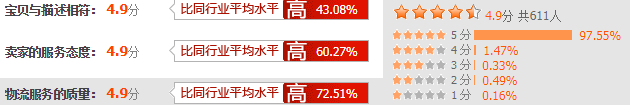 宝贝与描述相符： 4.9分 比同行业平均水平 高 43.08%
卖家的服务态度： 4.9分 比同行业平均水平 高 60.27%
物流服务的质量： 4.9分 比同行业平均水平 高 72.51%
4.9分 共611人
5 分 97.55%
4 分 1.47%
3 分 0.33%
2 分 0.49%
1 分 0.16%